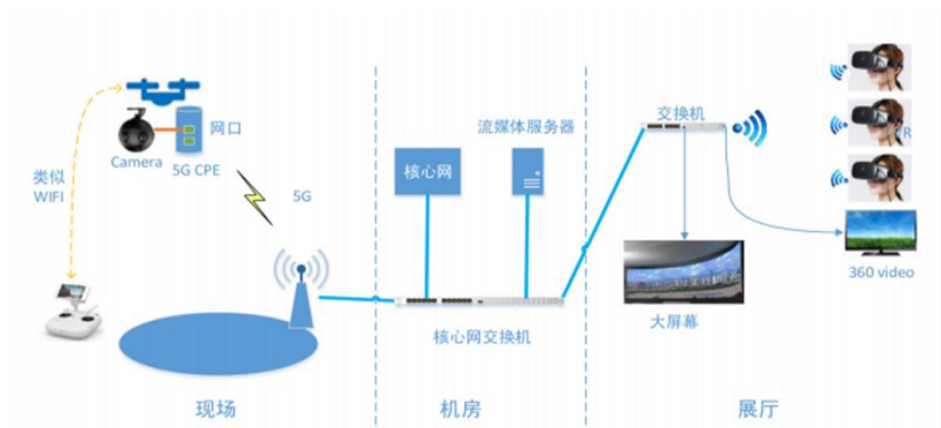 网口
Camera
5G CPE
类似
WIFI
5G
核心网
流媒体服务器
核心网交换机
交换机
R
360 video
大屏幕
现场
机房
展厅